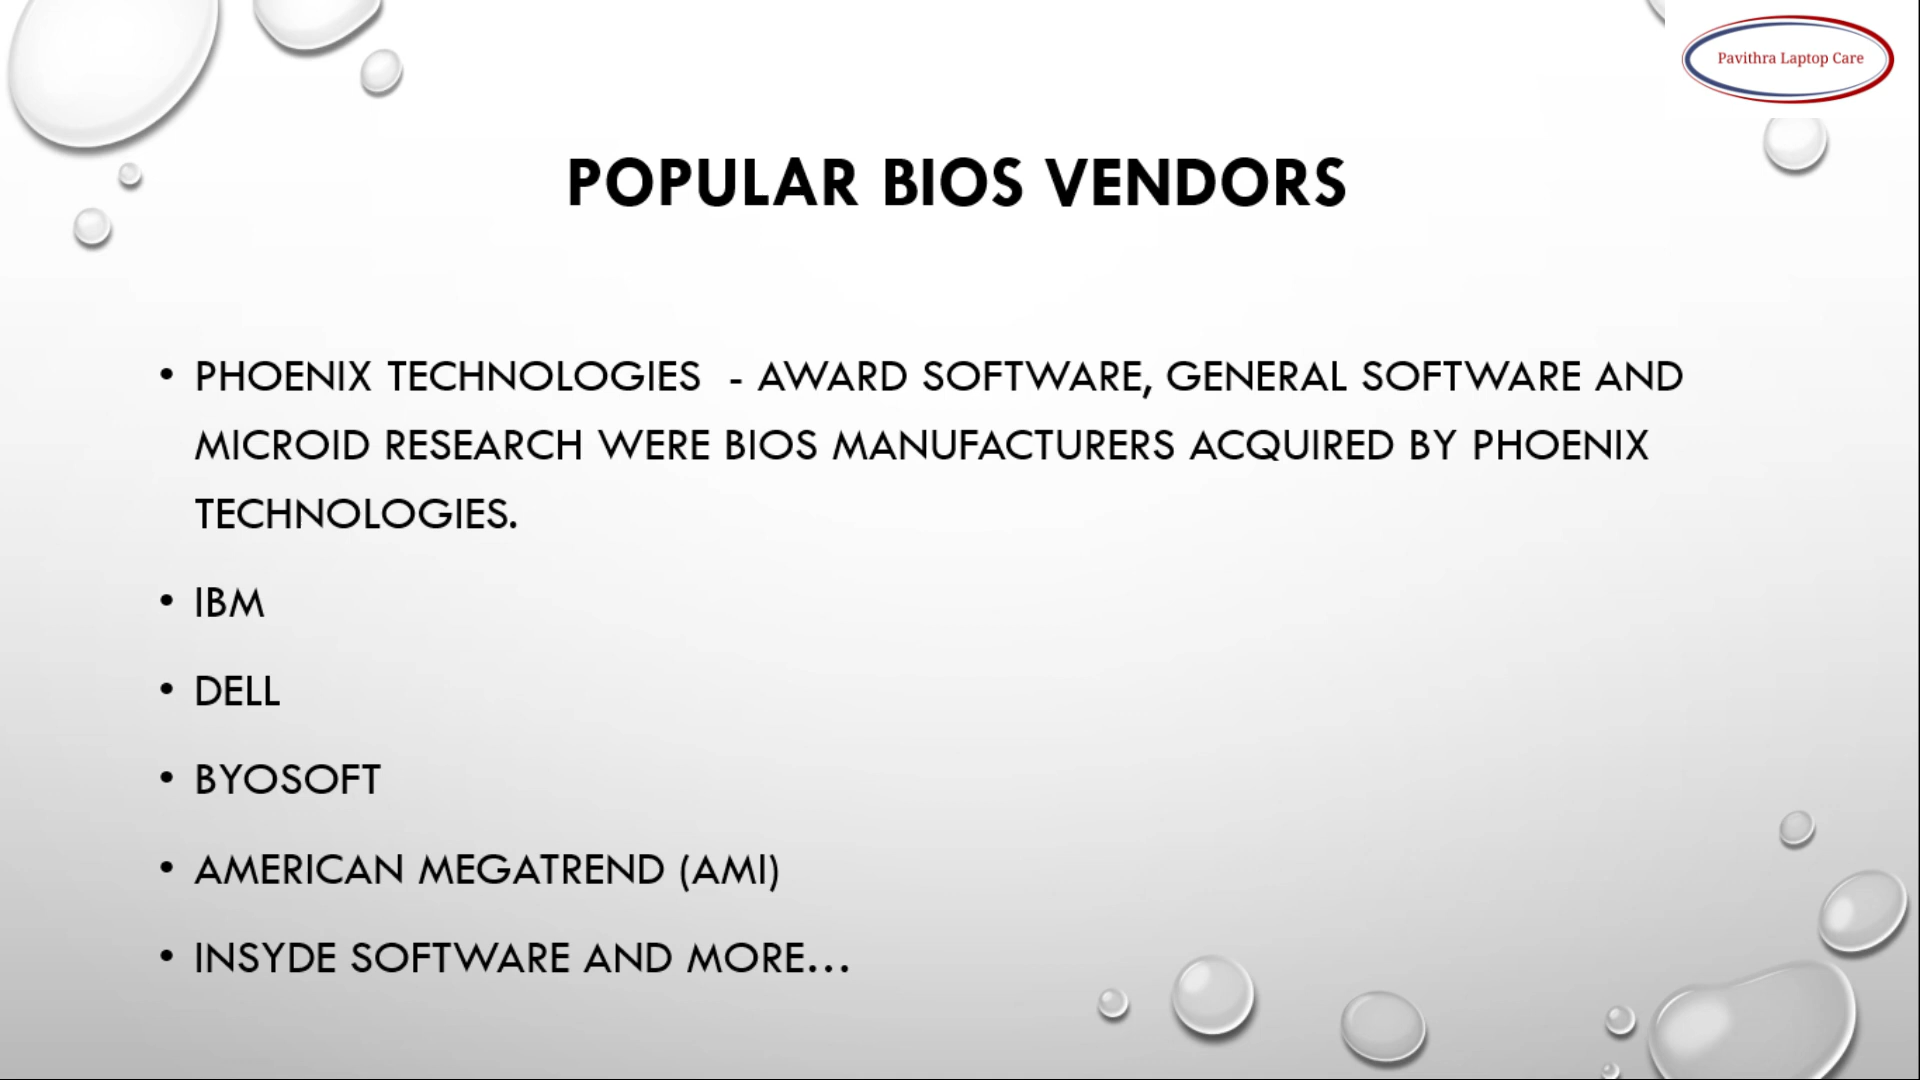 Pavithra Laptop Care
POPULAR BIOS VENDORS
• PHOENIX TECHNOLOGIES  - AWARD SOFTWARE, GENERAL SOFTWARE AND
MICROID RESEARCH WERE BIOS MANUFACTURERS ACQUIRED BY PHOENIX
TECHNOLOGIES.
• IBM
• DELL
• BYOSOFT
• AMERICAN MEGATREND (AMI)
• INSYDE SOFTWARE AND MORE...